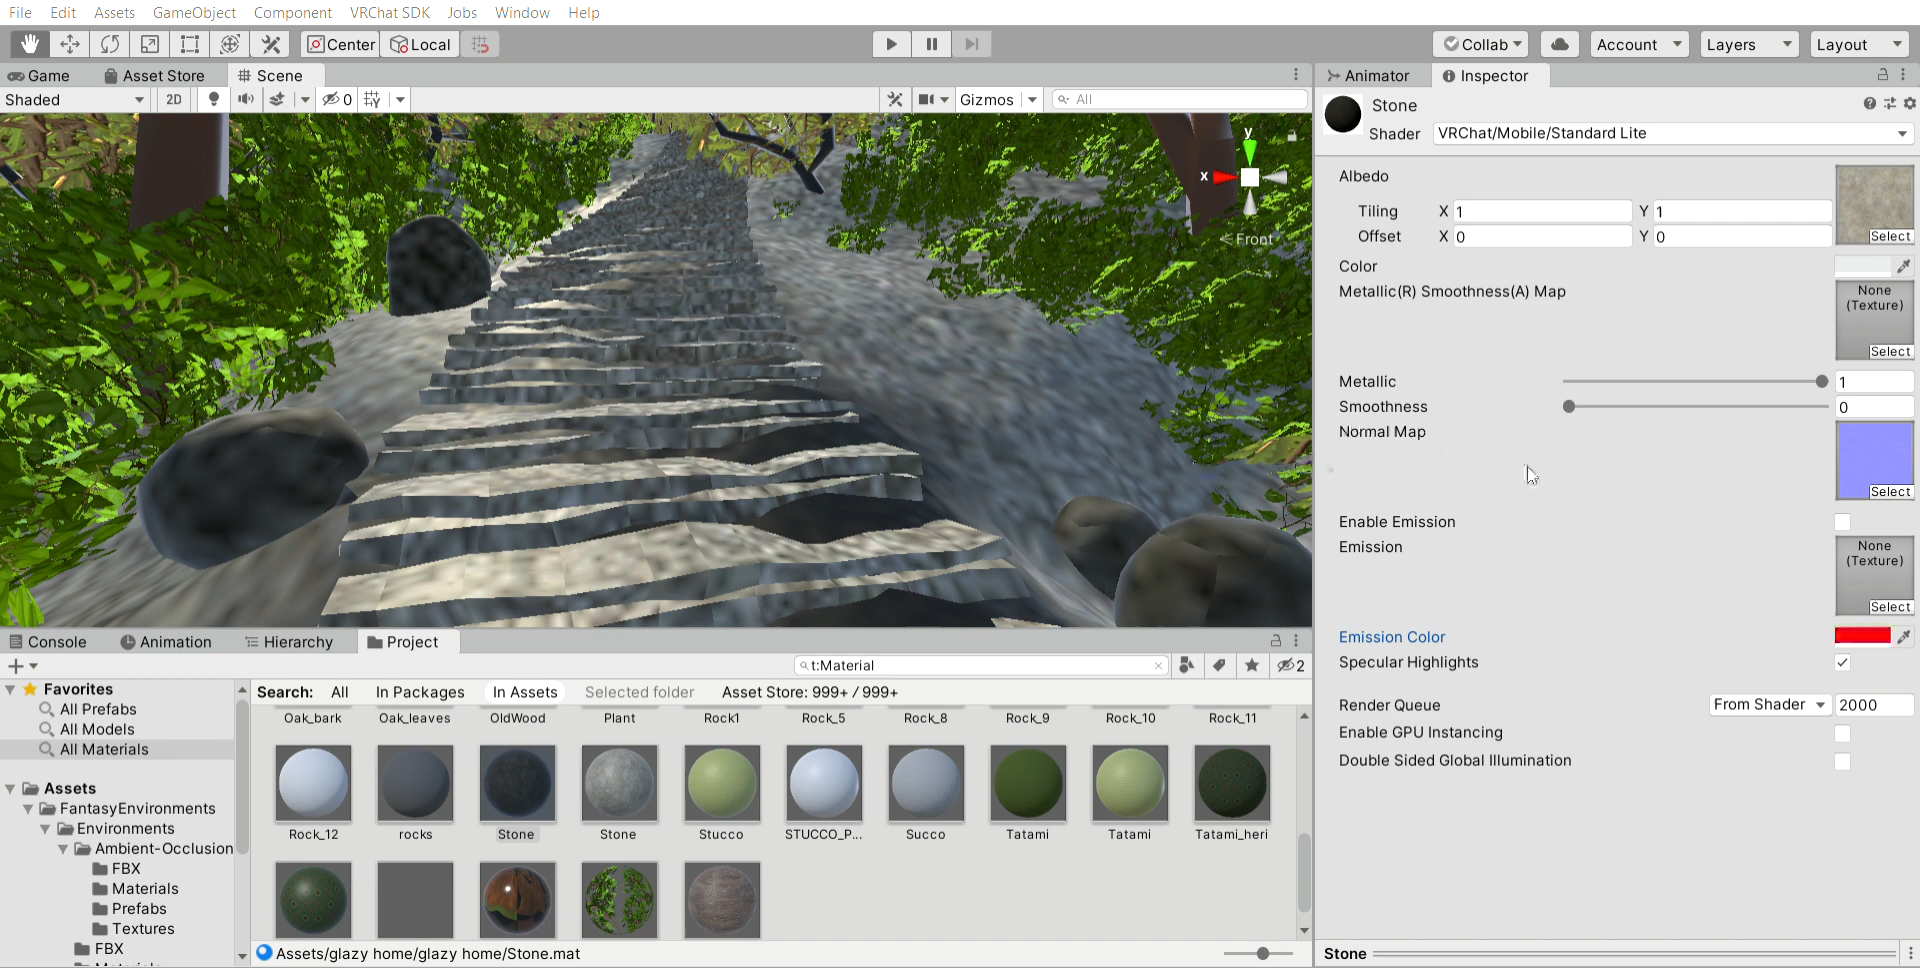 File Edit Assets GameObject Component VRChat SDK Jobs Window Help
Center Local Collab Account Layers Layout
Game Asset Store Scene
Shaded 2D 0 Gizmos All
y
x
Front
Animator Inspector
Stone
Shader VRChat/Mobile/Standard Lite
Albedo
Tiling X 1 Y 1
Offset X 0 Y 0
Select
Color
Metallic(R) Smoothness(A) Map
None
(Texture)
Select
Metallic 1
Smoothness 0
Normal Map
Select
Enable Emission
Emission
None
(Texture)
Select
Emission Color
Specular Highlights
Render Queue From Shader 2000
Enable GPU Instancing
Double Sided Global Illumination
Stone
Console Animation Hierarchy Project
t:Material 2
Favorites
All Prefabs
All Models
All Materials
Assets
FantasyEnvironments
Environments
Ambient-Occlusion
FBX
Materials
Prefabs
Textures
FBX
Search: All In Packages In Assets Selected folder Asset Store: 999+ / 999+
Oak_bark Oak_leaves OldWood Plant Rock1 Rock_5 Rock_8 Rock_9 Rock_10 Rock_11
Rock_12 rocks Stone Stone Stucco STUCCO_P... Succo Tatami Tatami Tatami_heri
Assets/glazy home/glazy home/Stone.mat